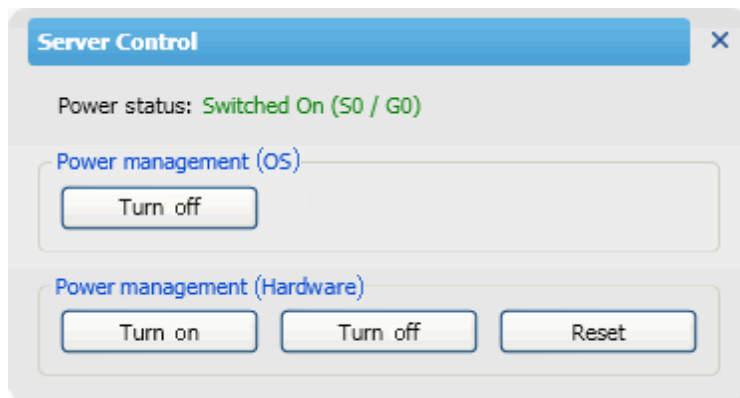 Server Control
Power status: Switched On (S0 / G0)
Power management (OS)
Turn off
Power management (Hardware)
Turn on Turn off Reset